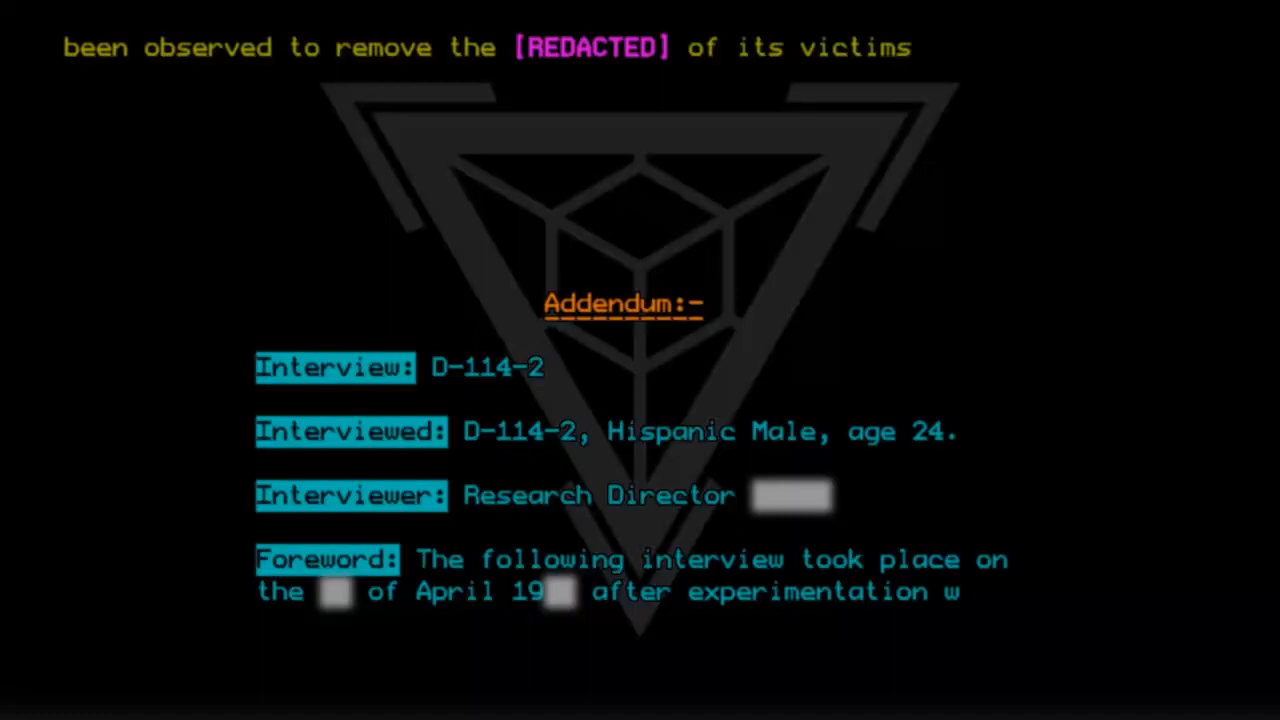 been observed to remove the [REDACTED] of its victims
Addendum:-
Interview: D-114-2
Interviewed: D-114-2, Hispanic Male, age 24.
Interviewer: Research Director
Foreword: The following interview took place on
the of April 19 after experimentation w